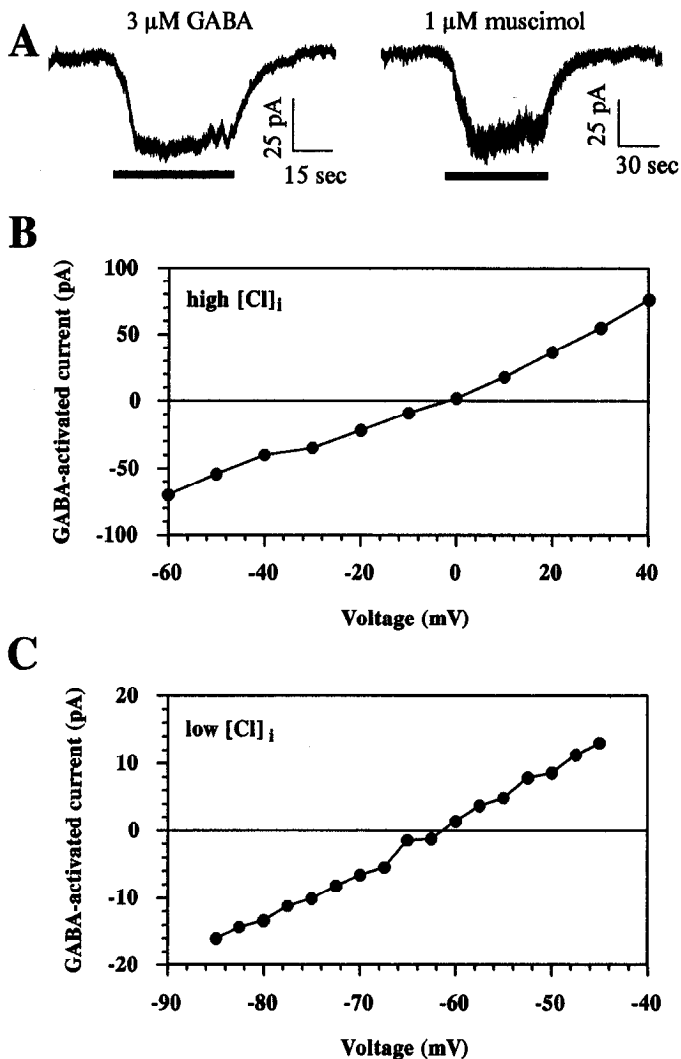 A
3 μM GABA
1 μM muscimol
25 pA
15 sec
25 pA
30 sec
B
GABA-activated current (pA)
high [Cl]i
100
50
0
-50
-100
-60 -40 -20 0 20 40
Voltage (mV)
C
GABA-activated current (pA)
low [Cl] i
20
10
0
-10
-20
-90 -80 -70 -60 -50 -40
Voltage (mV)